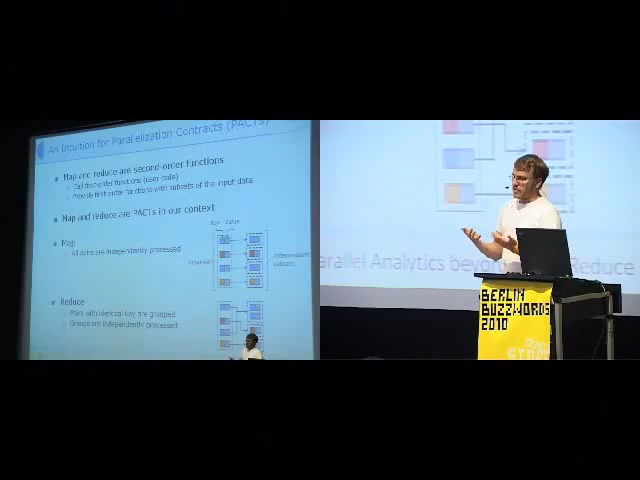 An Intuition for Parallelization Contracts (PACTs)
Map and reduce are second-order functions
Call first-order functions (user code)
Provide first-order functions with subsets of the input data
Map and reduce are PACTs in our context
Key Value
Map
All pairs are independently processed
Independent
subsets
Reduce
Pairs with identical key are grouped
Groups are independently processed
Parallel Analytics beyond Reduce
BERLIN
BUZZWORDS
2010